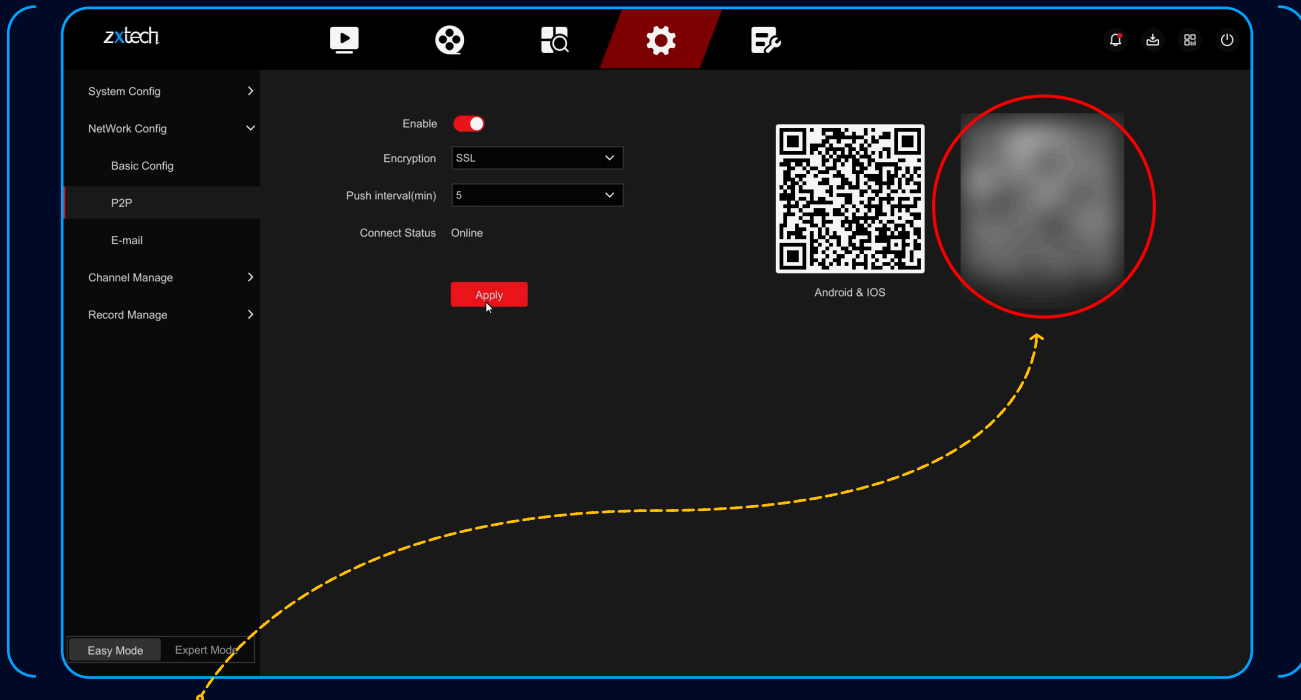 zxtech
System Config
NetWork Config
Basic Config
P2P
E-mail
Channel Manage
Record Manage
Easy Mode
Expert Mode
Enable
Encryption
SSL
Push interval(min)
5
Connect Status
Online
Apply
Android & IOS